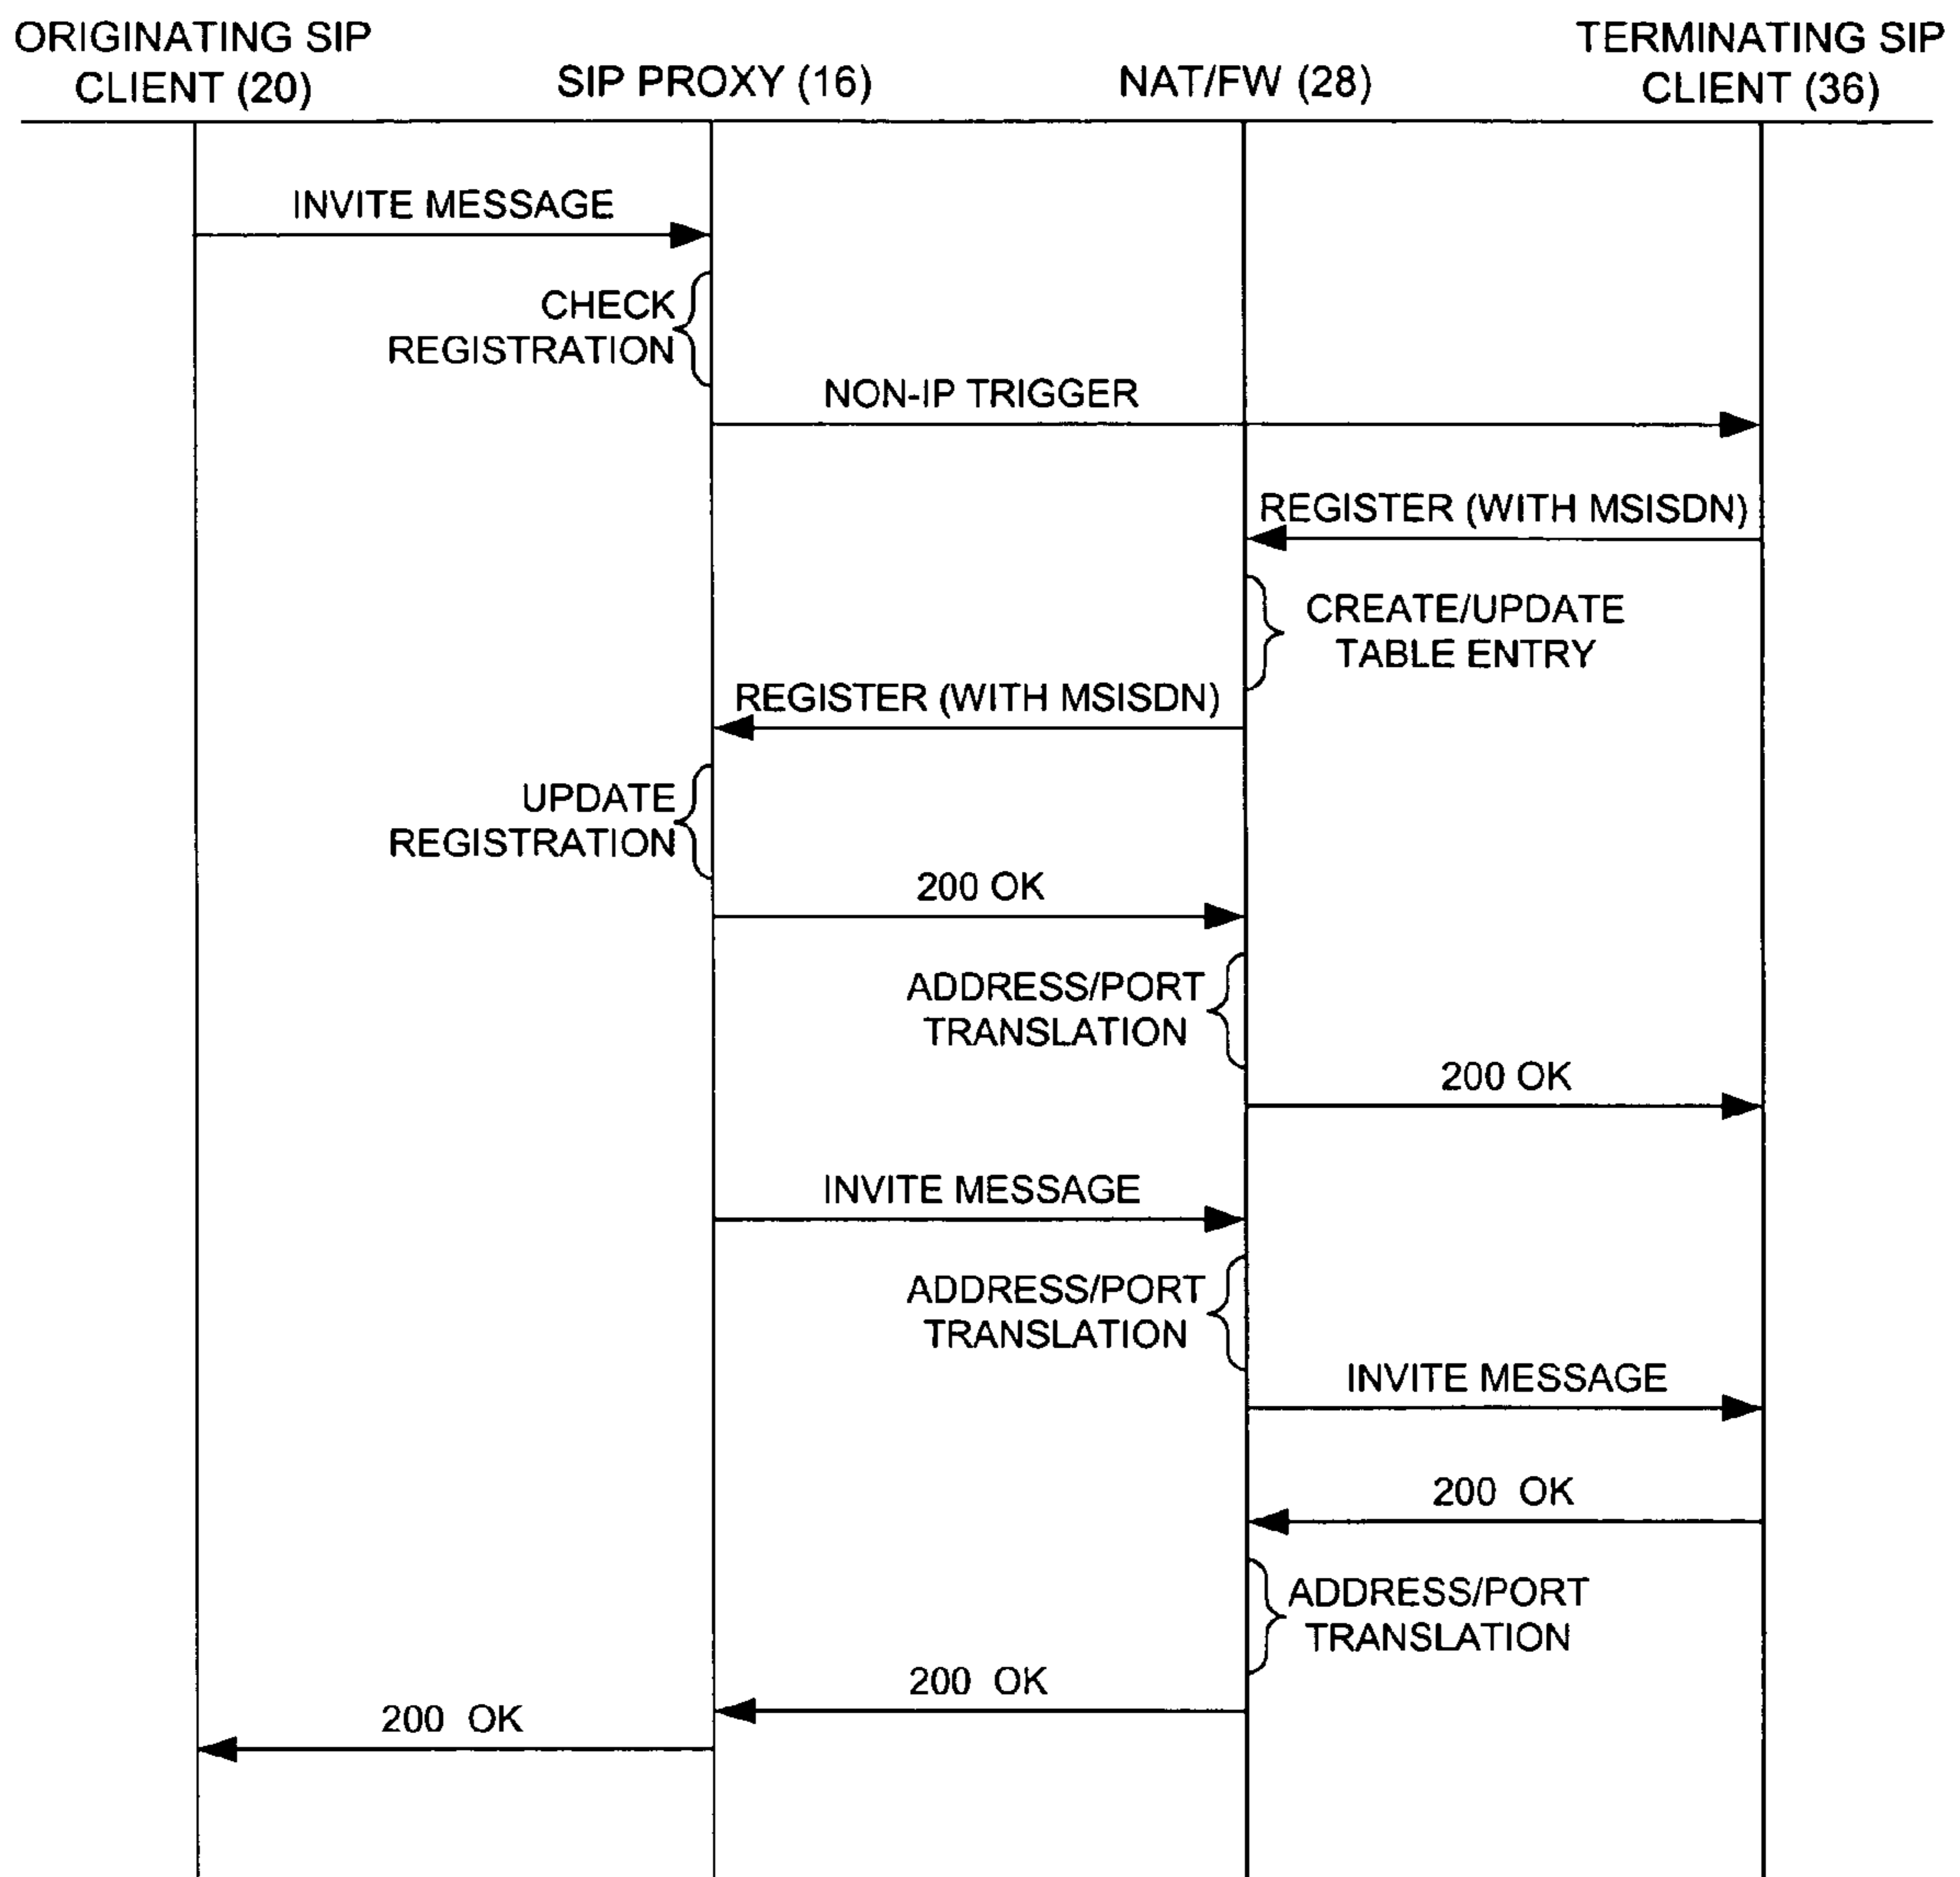 ORIGINATING SIP
CLIENT (20)
SIP PROXY (16)
NAT/FW (28)
TERMINATING SIP
CLIENT (36)
INVITE MESSAGE
CHECK
REGISTRATION
NON-IP TRIGGER
REGISTER (WITH MSISDN)
CREATE/UPDATE
TABLE ENTRY
REGISTER (WITH MSISDN)
UPDATE
REGISTRATION
200 OK
ADDRESS/PORT
TRANSLATION
200 OK
INVITE MESSAGE
ADDRESS/PORT
TRANSLATION
INVITE MESSAGE
200 OK
ADDRESS/PORT
TRANSLATION
200 OK
200 OK